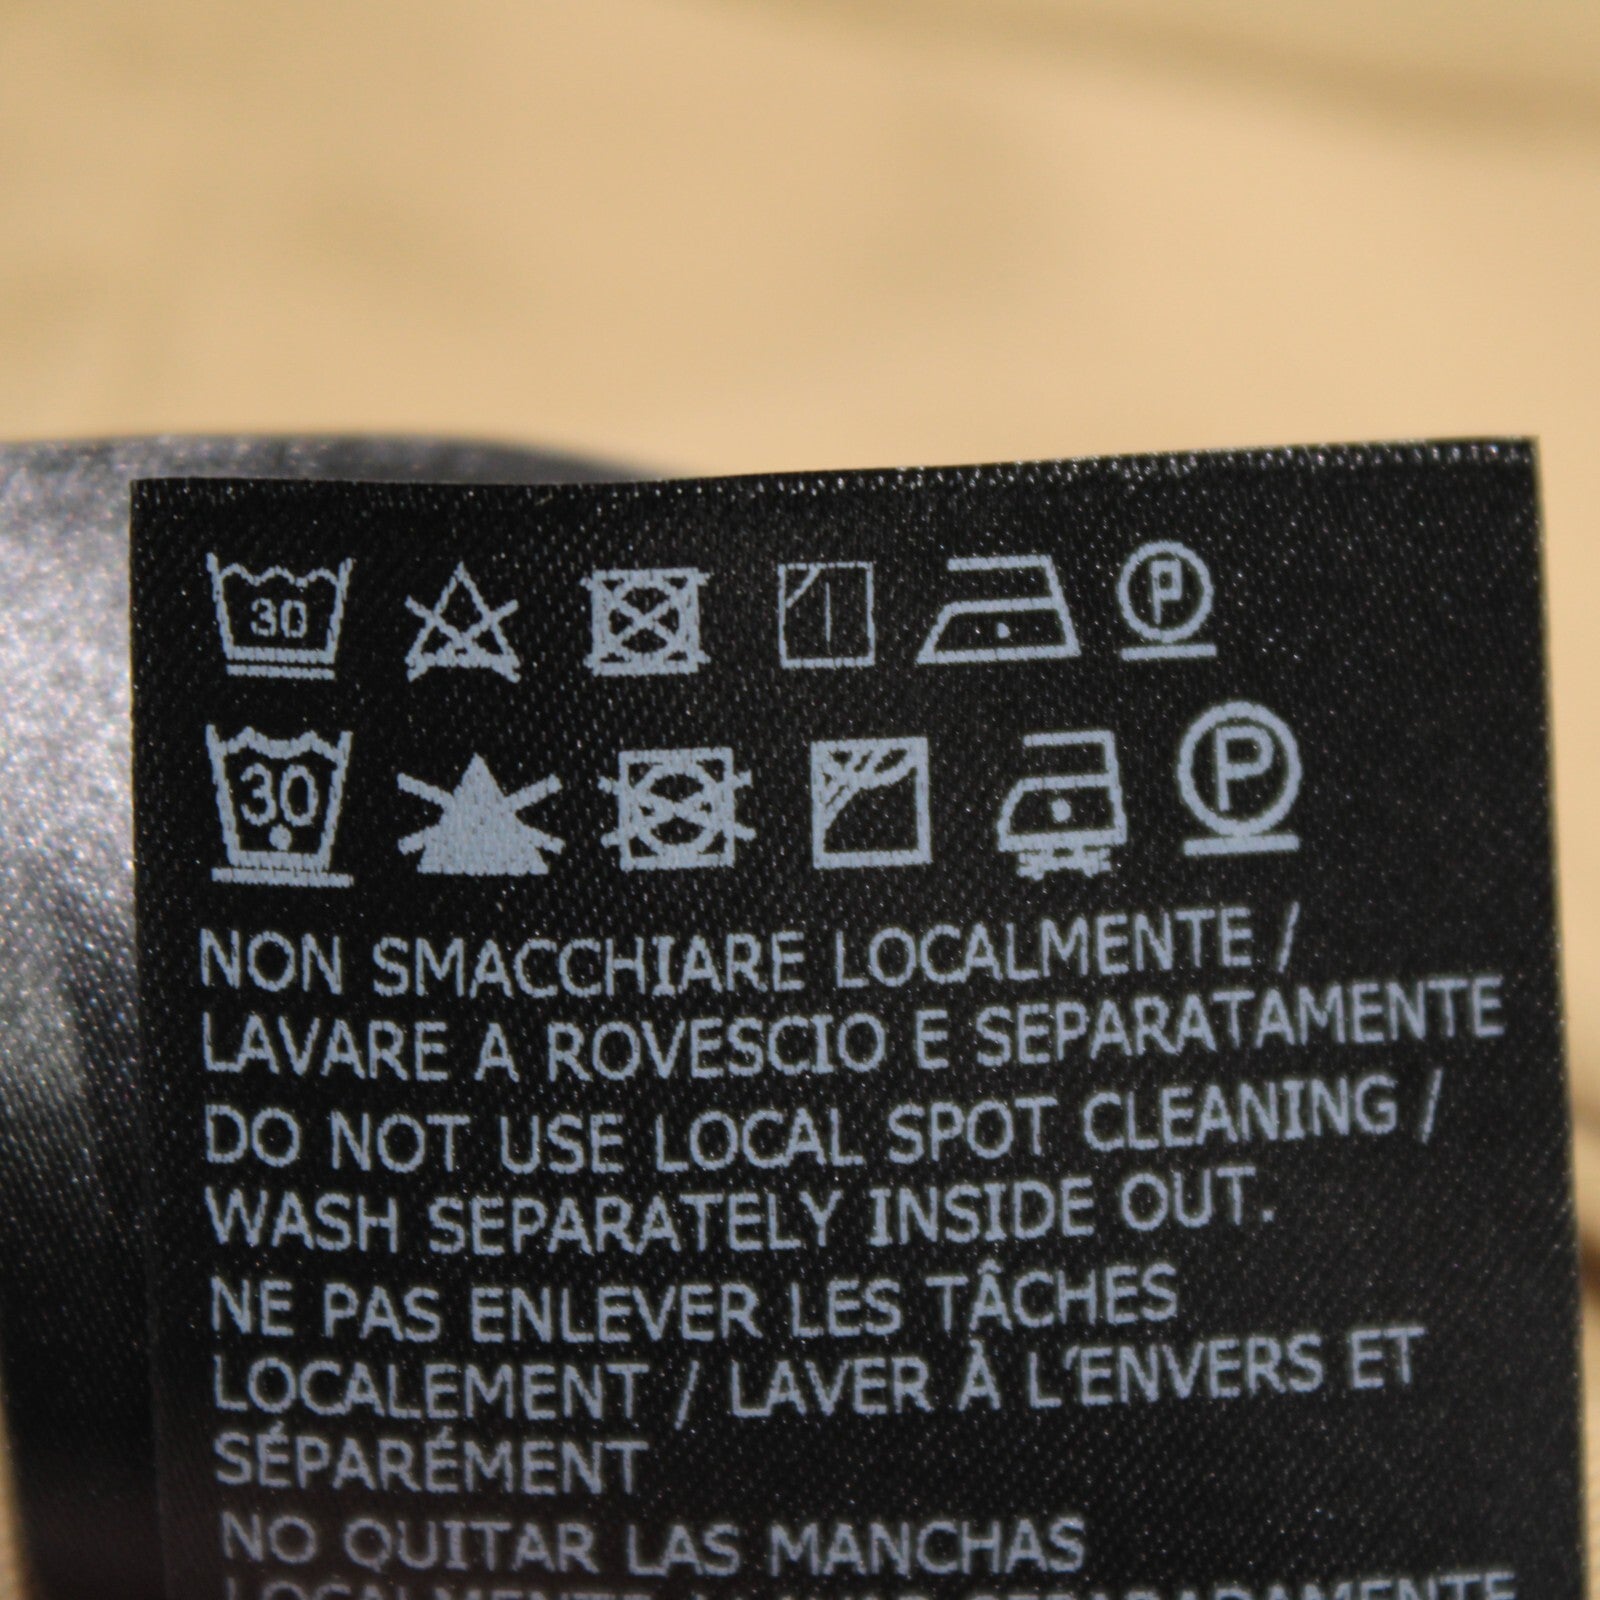 30 P
30 P
NON SMACCHIARE LOCALMENTE /
LAVARE A ROVESCIO E SEPARATAMENTE
DO NOT USE LOCAL SPOT CLEANING /
WASH SEPARATELY INSIDE OUT.
NE PAS ENLEVER LES TÂCHES
LOCALEMENT / LAVER À L'ENVERS ET
SÉPARÉMENT
NO QUITAR LAS MANCHAS